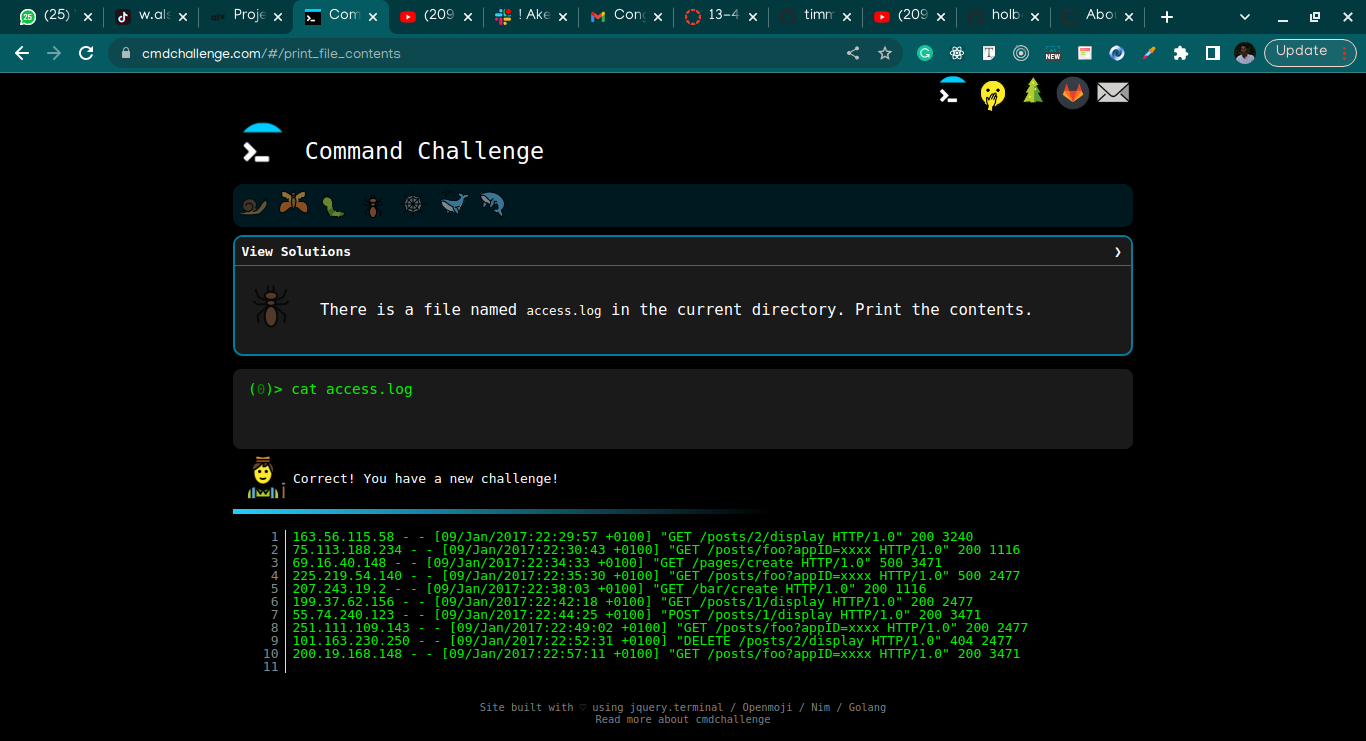 (25) W
w.als
Proje
Com
(209
! Ake
Cong
13-4
timm
(209
holbe
Abou
cmdchallenge.com/#/print_file_contents
NEW
Update
Command Challenge
View Solutions
There is a file named access.log in the current directory. Print the contents.
(0)> cat access.log
Correct! You have a new challenge!
1 163.56.115.58 - - [09/Jan/2017:22:29:57 +0100] "GET /posts/2/display HTTP/1.0" 200 3240
2 75.113.188.234 - - [09/Jan/2017:22:30:43 +0100] "GET /posts/foo?appID=xxxx HTTP/1.0" 200 1116
3 69.16.40.148 - - [09/Jan/2017:22:34:33 +0100] "GET /pages/create HTTP/1.0" 500 3471
4 225.219.54.140 - - [09/Jan/2017:22:35:30 +0100] "GET /posts/foo?appID=xxxx HTTP/1.0" 500 2477
5 207.243.19.2 - - [09/Jan/2017:22:38:03 +0100] "GET /bar/create HTTP/1.0" 200 1116
6 199.37.62.156 - - [09/Jan/2017:22:42:18 +0100] "GET /posts/1/display HTTP/1.0" 200 2477
7 55.74.240.123 - - [09/Jan/2017:22:44:25 +0100] "POST /posts/1/display HTTP/1.0" 200 3471
8 251.111.109.143 - - [09/Jan/2017:22:49:02 +0100] "GET /posts/foo?appID=xxxx HTTP/1.0" 200 2477
9 101.163.230.250 - - [09/Jan/2017:22:52:31 +0100] "DELETE /posts/2/display HTTP/1.0" 404 2477
10 200.19.168.148 - - [09/Jan/2017:22:57:11 +0100] "GET /posts/foo?appID=xxxx HTTP/1.0" 200 3471
11
Site built with ♡ using jquery.terminal / Openmoji / Nim / Golang
Read more about cmdchallenge